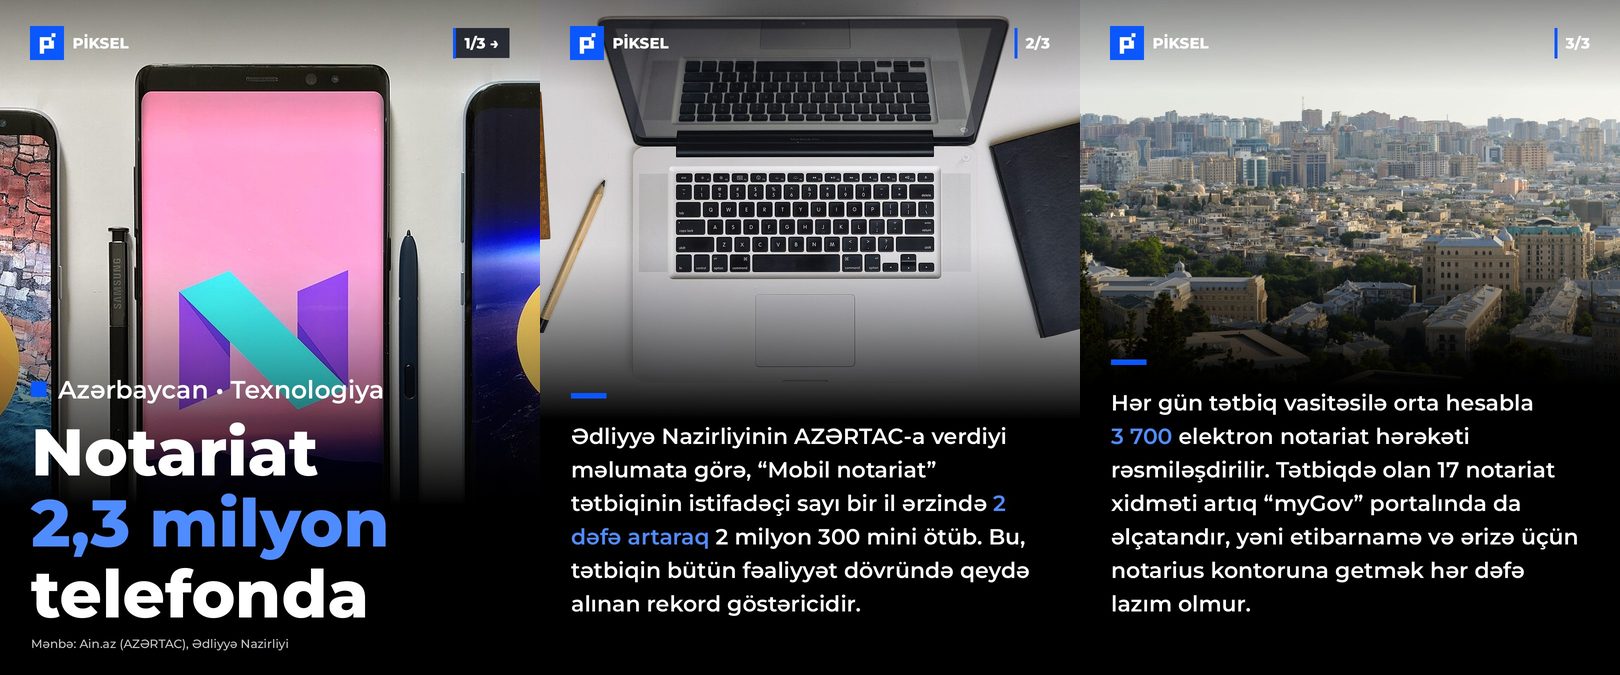 PİKSEL
1/3 →
SAMSUNG
Azərbaycan • Texnologiya
Notariat
2,3 milyon
telefonda
Mənbə: Ain.az (AZƏRTAC), Ədliyyə Nazirliyi
PİKSEL
2/3
Ədliyyə Nazirliyinin AZƏRTAC-a verdiyi
məlumata görə, “Mobil notariat”
tətbiqinin istifadəçi sayı bir il ərzində 2
dəfə artaraq 2 milyon 300 mini ötüb. Bu,
tətbiqin bütün fəaliyyət dövründə qeydə
alınan rekord göstəricidir.
PİKSEL
3/3
Hər gün tətbiq vasitəsilə orta hesabla
3 700 elektron notariat hərəkəti
rəsmiləşdirilir. Tətbiqdə olan 17 notariat
xidməti artıq “myGov” portalında da
əlçatandır, yəni etibarnamə və ərizə üçün
notarius kontoruna getmək hər dəfə
lazım olmur.